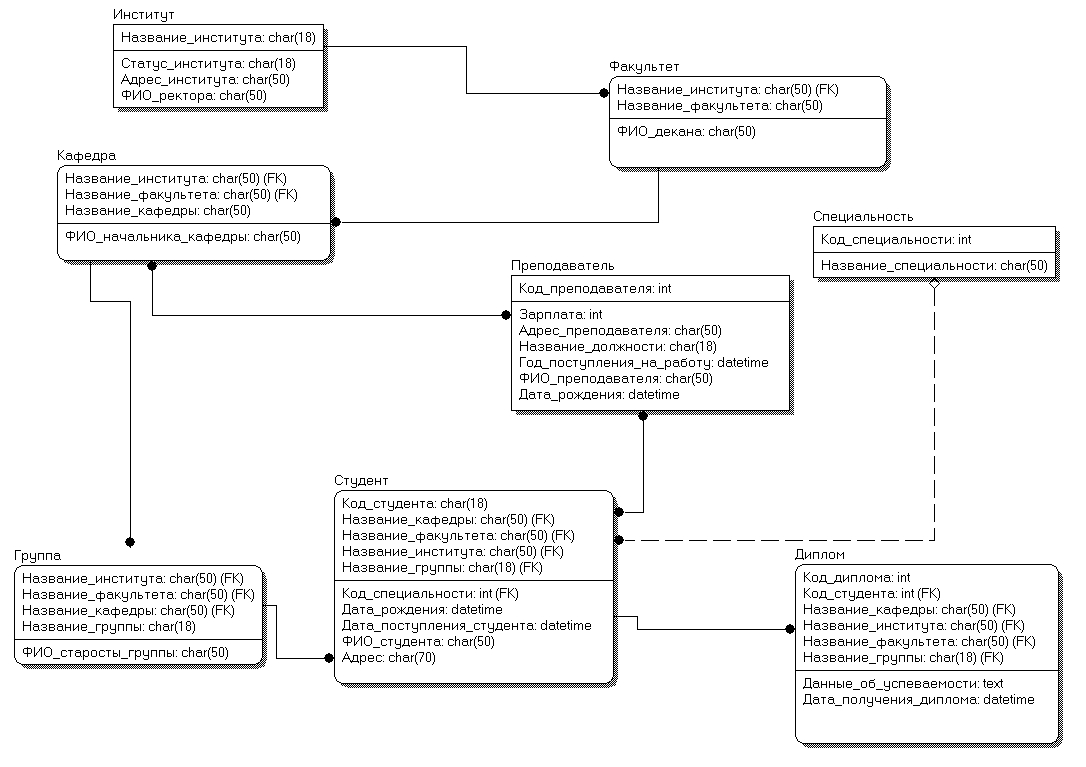 Институт
Название_института: char(18)
Статус_института: char(18)
Адрес_института: char(50)
ФИО_ректора: char(50)
Факультет
Название_института: char(50) (FK)
Название_факультета: char(50)
ФИО_декана: char(50)
Кафедра
Название_института: char(50) (FK)
Название_факультета: char(50) (FK)
Название_кафедры: char(50)
ФИО_начальника_кафедры: char(50)
Специальность
Код_специальности: int
Название_специальности: char(50)
Преподаватель
Код_преподавателя: int
Зарплата: int
Адрес_преподавателя: char(50)
Название_должности: char(18)
Год_поступления_на_работу: datetime
ФИО_преподавателя: char(50)
Дата_рождения: datetime
Студент
Код_студента: char(18)
Название_кафедры: char(50) (FK)
Название_факультета: char(50) (FK)
Название_института: char(50) (FK)
Название_группы: char(18) (FK)
Код_специальности: int (FK)
Дата_рождения: datetime
Дата_поступления_студента: datetime
ФИО_студента: char(50)
Адрес: char(70)
Группа
Название_института: char(50) (FK)
Название_факультета: char(50) (FK)
Название_кафедры: char(50) (FK)
Название_группы: char(18)
ФИО_старосты_группы: char(50)
Диплом
Код_диплома: int
Код_студента: int (FK)
Название_кафедры: char(50) (FK)
Название_института: char(50) (FK)
Название_факультета: char(50) (FK)
Название_группы: char(18) (FK)
Данные_об_успеваемости: text
Дата_получения_диплома: datetime